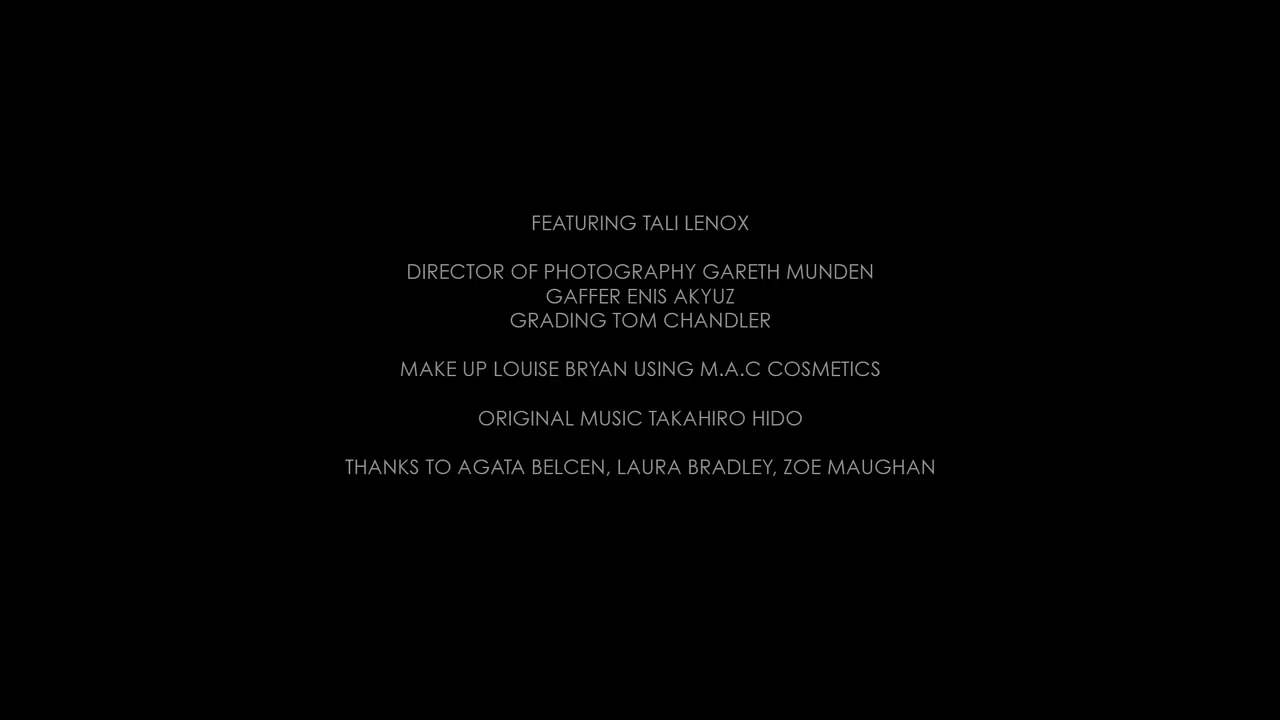 FEATURING TALI LENOX
DIRECTOR OF PHOTOGRAPHY GARETH MUNDEN
GAFFER ENIS AKYUZ
GRADING TOM CHANDLER
MAKE UP LOUISE BRYAN USING M.A.C COSMETICS
ORIGINAL MUSIC TAKAHIRO HIDO
THANKS TO AGATA BELCEN, LAURA BRADLEY, ZOE MAUGHAN